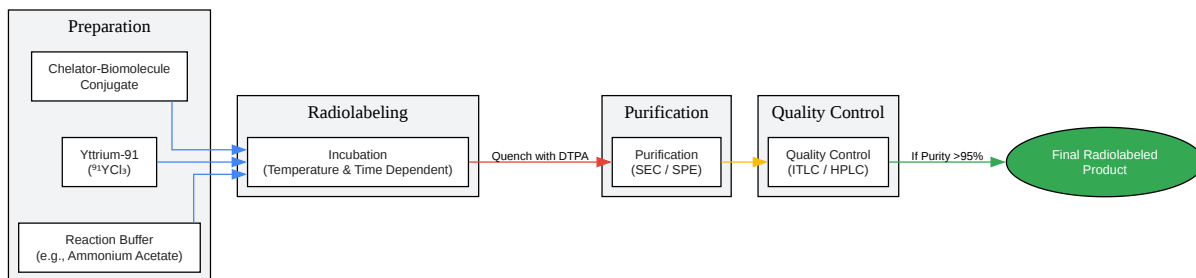 Preparation
Chelator-Biomolecule
Conjugate
Yttrium-91
(⁹¹YCl₃)
Reaction Buffer
(e.g., Ammonium Acetate)
Radiolabeling
Incubation
(Temperature & Time Dependent)
Quench with DTPA
Purification
Purification
(SEC / SPE)
Quality Control
Quality Control
(ITLC / HPLC)
If Purity >95%
Final Radiolabeled
Product